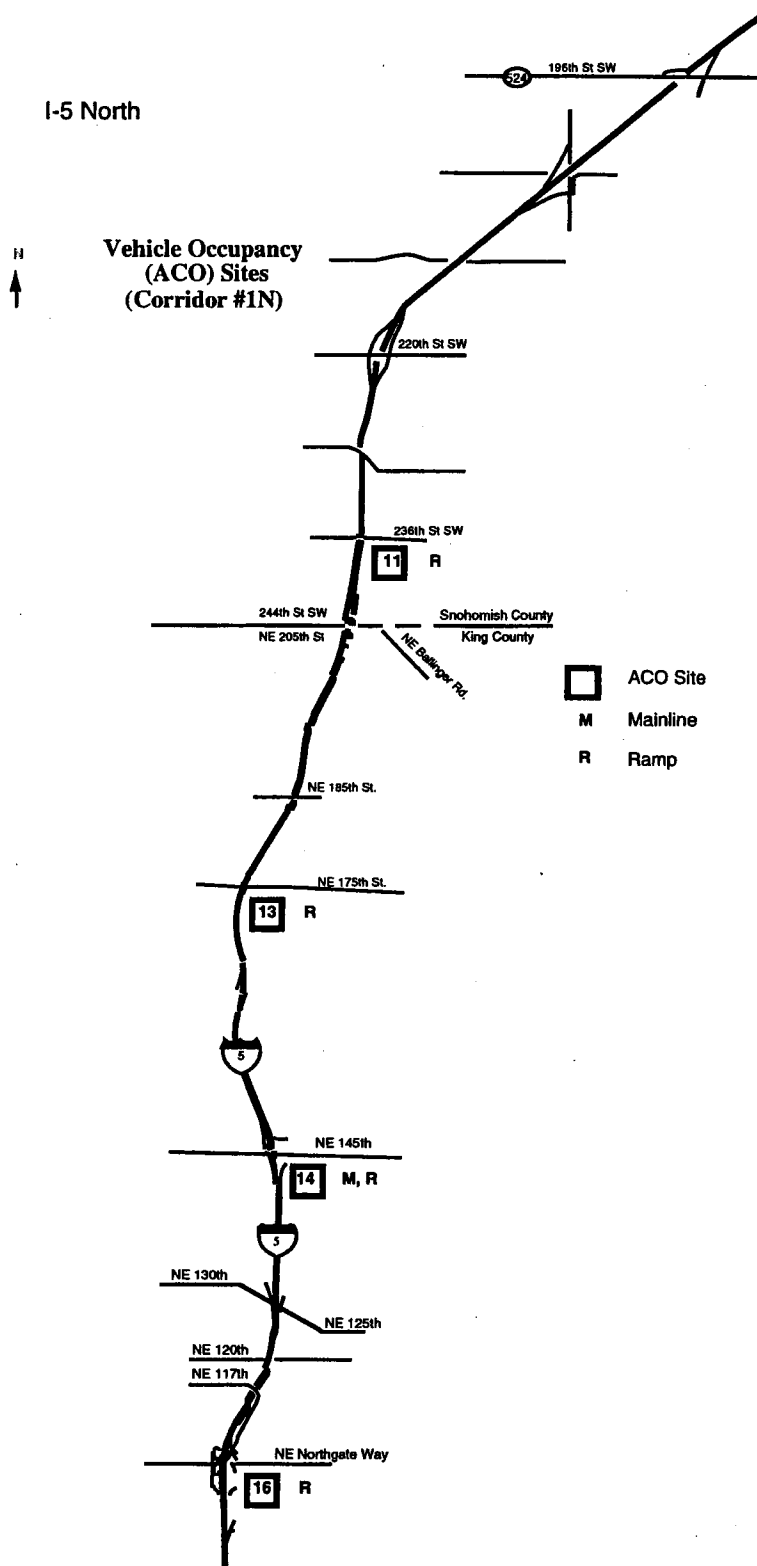 524
196th St SW
I-5 North
N
Vehicle Occupancy
(ACO) Sites
(Corridor #1N)
220th St SW
236th St SW
11 R
244th St SW
Snohomish County
NE 205th St
King County
NE Ballinger Rd.
ACO Site
M Mainline
R Ramp
NE 185th St.
NE 175th St.
13 R
5
NE 145th
14 M, R
5
NE 130th
NE 125th
NE 120th
NE 117th
NE Northgate Way
16 R